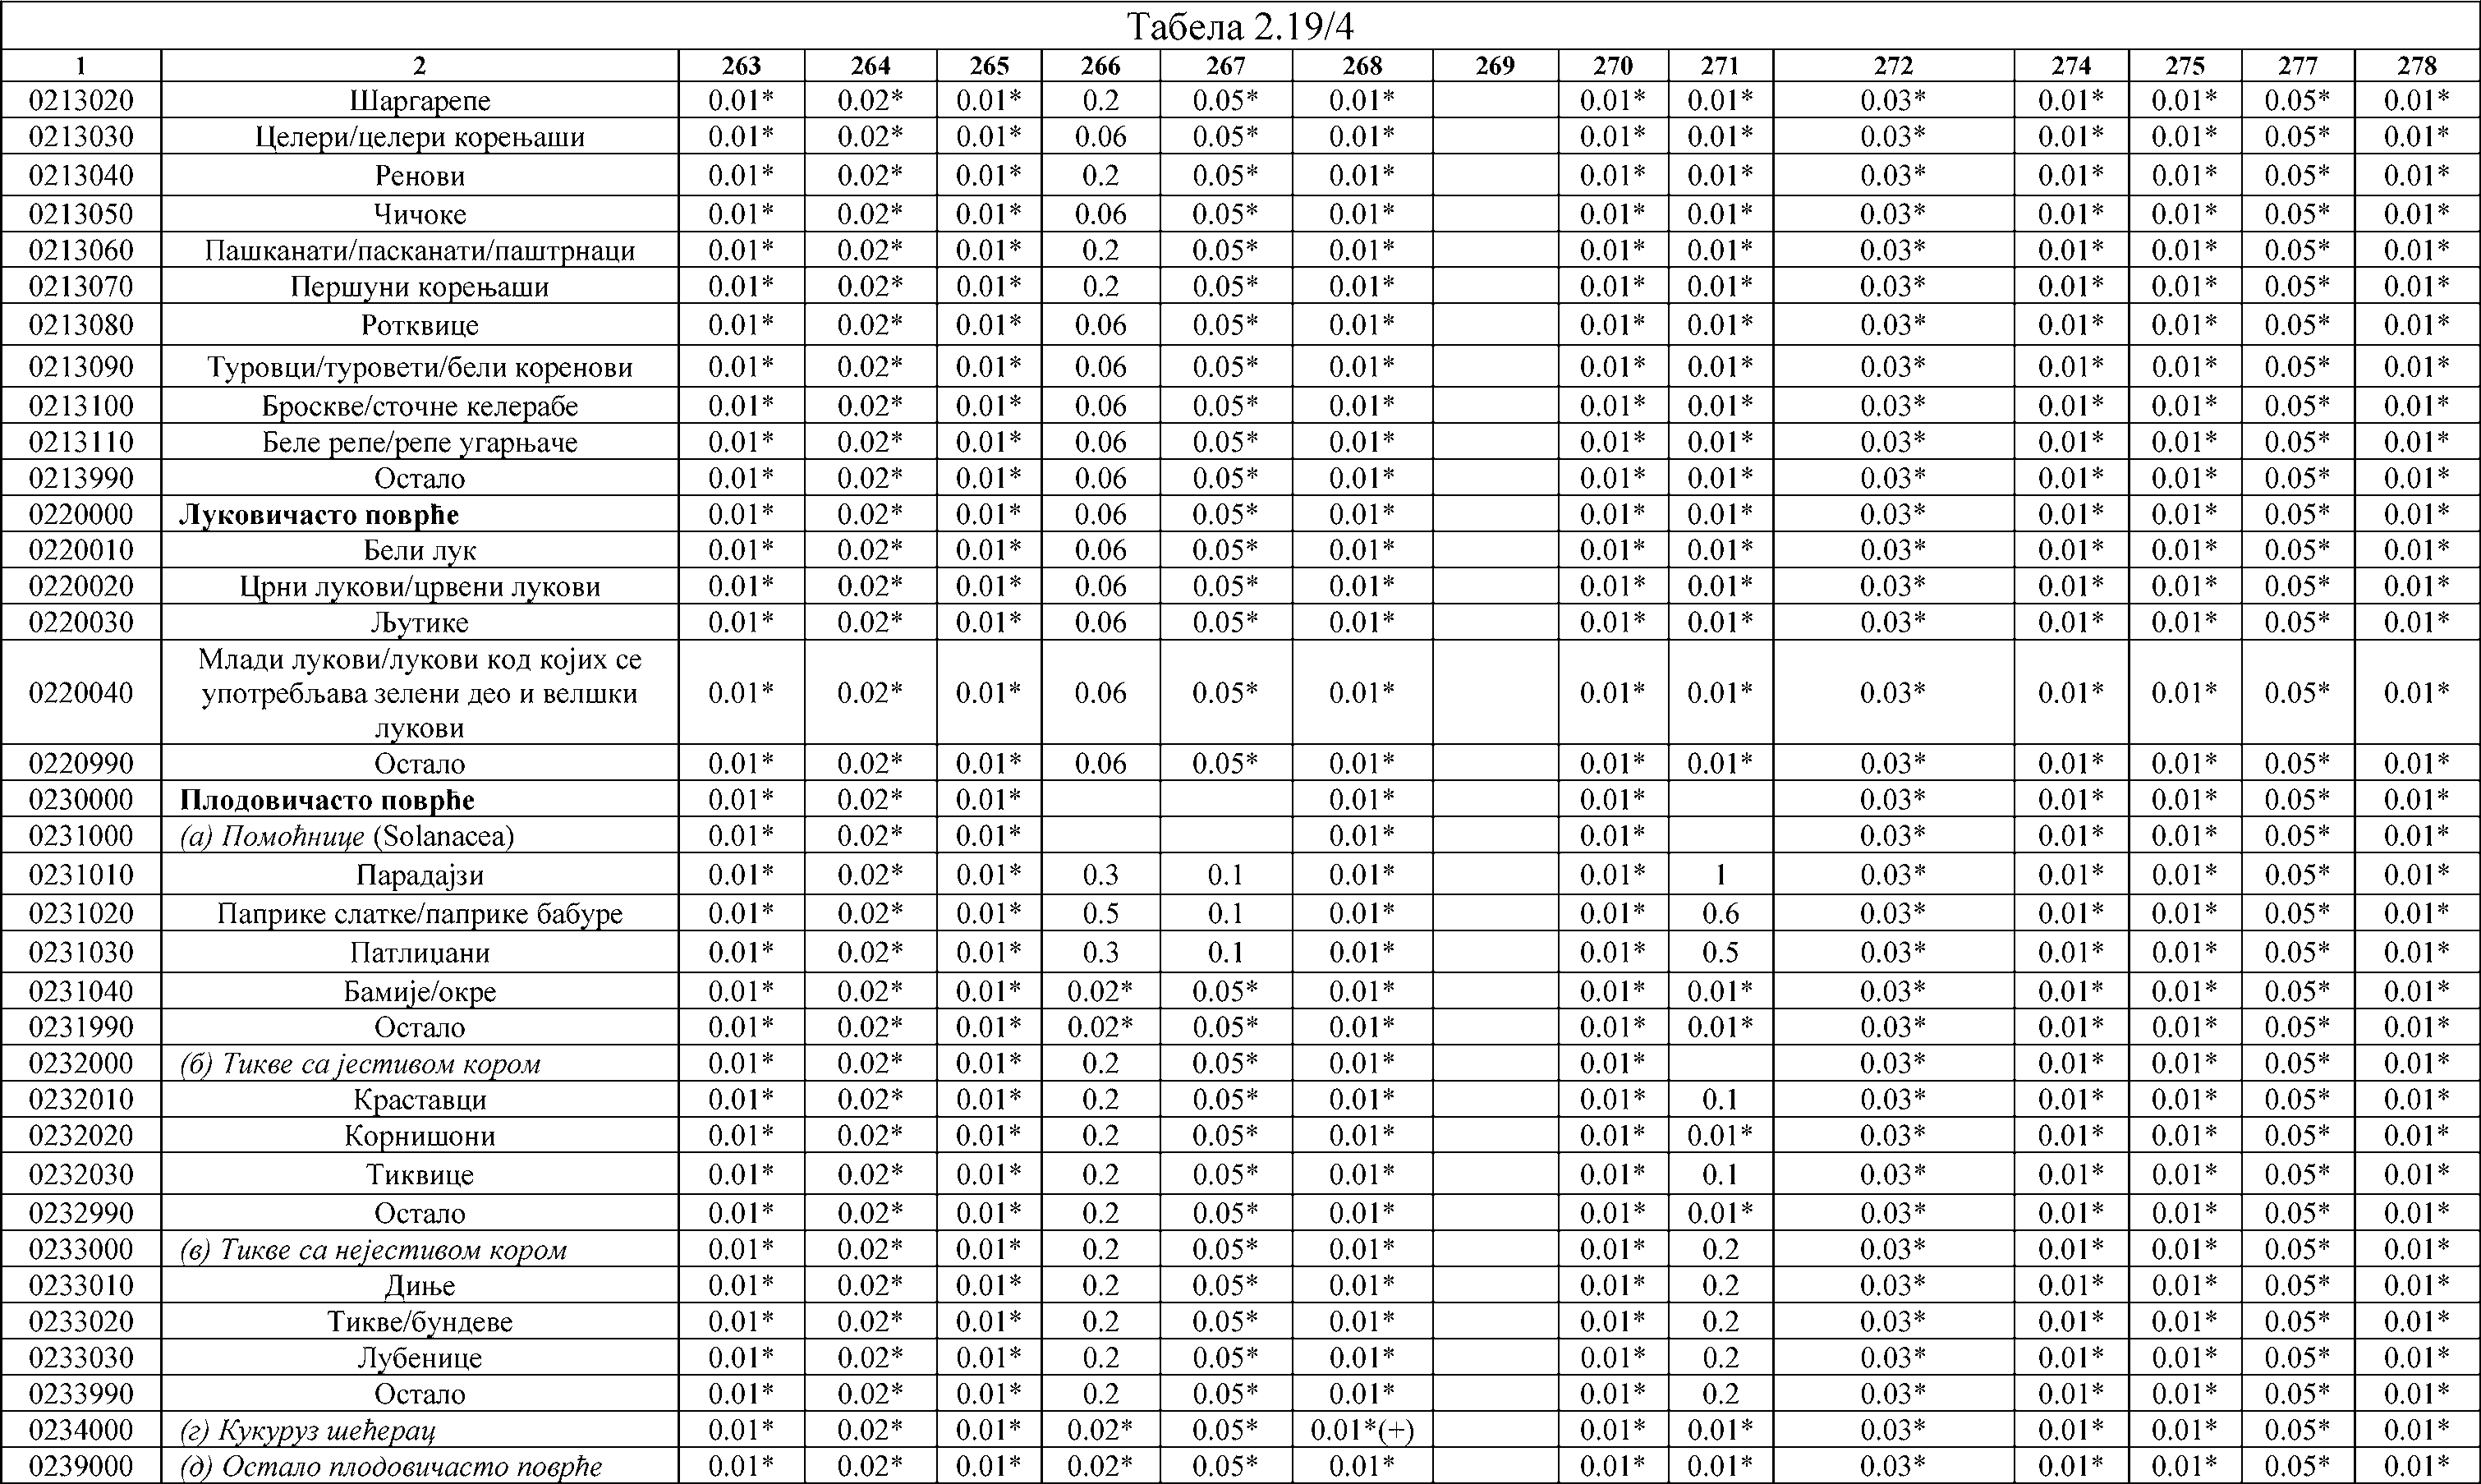 Табела 2.19/4
1 2 263 264 265 266 267 268 269 270 271 272 274 275 277 278
0213020 Шаргарепе 0.01* 0.02* 0.01* 0.2 0.05* 0.01* 0.01* 0.01* 0.03* 0.01* 0.01* 0.05* 0.01*
0213030 Целери/целери корењаши 0.01* 0.02* 0.01* 0.06 0.05* 0.01* 0.01* 0.01* 0.03* 0.01* 0.01* 0.05* 0.01*
0213040 Ренови 0.01* 0.02* 0.01* 0.2 0.05* 0.01* 0.01* 0.01* 0.03* 0.01* 0.01* 0.05* 0.01*
0213050 Чичоке 0.01* 0.02* 0.01* 0.06 0.05* 0.01* 0.01* 0.01* 0.03* 0.01* 0.01* 0.05* 0.01*
0213060 Пашканати/пасканати/паштрнаци 0.01* 0.02* 0.01* 0.2 0.05* 0.01* 0.01* 0.01* 0.03* 0.01* 0.01* 0.05* 0.01*
0213070 Першуни корењаши 0.01* 0.02* 0.01* 0.2 0.05* 0.01* 0.01* 0.01* 0.03* 0.01* 0.01* 0.05* 0.01*
0213080 Ротквице 0.01* 0.02* 0.01* 0.06 0.05* 0.01* 0.01* 0.01* 0.03* 0.01* 0.01* 0.05* 0.01*
0213090 Туровци/туровети/бели коренови 0.01* 0.02* 0.01* 0.06 0.05* 0.01* 0.01* 0.01* 0.03* 0.01* 0.01* 0.05* 0.01*
0213100 Броскве/сточне келерабе 0.01* 0.02* 0.01* 0.06 0.05* 0.01* 0.01* 0.01* 0.03* 0.01* 0.01* 0.05* 0.01*
0213110 Беле репе/репе угарњаче 0.01* 0.02* 0.01* 0.06 0.05* 0.01* 0.01* 0.01* 0.03* 0.01* 0.01* 0.05* 0.01*
0213990 Остало 0.01* 0.02* 0.01* 0.06 0.05* 0.01* 0.01* 0.01* 0.03* 0.01* 0.01* 0.05* 0.01*
0220000 Луковичасто поврће 0.01* 0.02* 0.01* 0.06 0.05* 0.01* 0.01* 0.01* 0.03* 0.01* 0.01* 0.05* 0.01*
0220010 Бели лук 0.01* 0.02* 0.01* 0.06 0.05* 0.01* 0.01* 0.01* 0.03* 0.01* 0.01* 0.05* 0.01*
0220020 Црни лукови/црвени лукови 0.01* 0.02* 0.01* 0.06 0.05* 0.01* 0.01* 0.01* 0.03* 0.01* 0.01* 0.05* 0.01*
0220030 Љутике 0.01* 0.02* 0.01* 0.06 0.05* 0.01* 0.01* 0.01* 0.03* 0.01* 0.01* 0.05* 0.01*
Млади лукови/лукови код којих се
0220040 употребљава зелени део и велшки 0.01* 0.02* 0.01* 0.06 0.05* 0.01* 0.01* 0.01* 0.03* 0.01* 0.01* 0.05* 0.01*
лукови
0220990 Остало 0.01* 0.02* 0.01* 0.06 0.05* 0.01* 0.01* 0.01* 0.03* 0.01* 0.01* 0.05* 0.01*
0230000 Плодовичасто поврће 0.01* 0.02* 0.01* 0.01* 0.01* 0.03* 0.01* 0.01* 0.05* 0.01*
0231000 (а) Помоћнице (Solanacea) 0.01* 0.02* 0.01* 0.01* 0.01* 0.03* 0.01* 0.01* 0.05* 0.01*
0231010 Парадајзи 0.01* 0.02* 0.01* 0.3 0.1 0.01* 0.01* 1 0.03* 0.01* 0.01* 0.05* 0.01*
0231020 Паприке слатке/паприке бабуре 0.01* 0.02* 0.01* 0.5 0.1 0.01* 0.01* 0.6 0.03* 0.01* 0.01* 0.05* 0.01*
0231030 Патлиџани 0.01* 0.02* 0.01* 0.3 0.1 0.01* 0.01* 0.5 0.03* 0.01* 0.01* 0.05* 0.01*
0231040 Бамије/окре 0.01* 0.02* 0.01* 0.02* 0.05* 0.01* 0.01* 0.01* 0.03* 0.01* 0.01* 0.05* 0.01*
0231990 Остало 0.01* 0.02* 0.01* 0.02* 0.05* 0.01* 0.01* 0.01* 0.03* 0.01* 0.01* 0.05* 0.01*
0232000 (б) Тикве са јестивом кором 0.01* 0.02* 0.01* 0.2 0.05* 0.01* 0.01* 0.03* 0.01* 0.01* 0.05* 0.01*
0232010 Краставци 0.01* 0.02* 0.01* 0.2 0.05* 0.01* 0.01* 0.1 0.03* 0.01* 0.01* 0.05* 0.01*
0232020 Корнишони 0.01* 0.02* 0.01* 0.2 0.05* 0.01* 0.01* 0.01* 0.03* 0.01* 0.01* 0.05* 0.01*
0232030 Тиквице 0.01* 0.02* 0.01* 0.2 0.05* 0.01* 0.01* 0.1 0.03* 0.01* 0.01* 0.05* 0.01*
0232990 Остало 0.01* 0.02* 0.01* 0.2 0.05* 0.01* 0.01* 0.01* 0.03* 0.01* 0.01* 0.05* 0.01*
0233000 (в) Тикве са нејестивом кором 0.01* 0.02* 0.01* 0.2 0.05* 0.01* 0.01* 0.2 0.03* 0.01* 0.01* 0.05* 0.01*
0233010 Диње 0.01* 0.02* 0.01* 0.2 0.05* 0.01* 0.01* 0.2 0.03* 0.01* 0.01* 0.05* 0.01*
0233020 Тикве/бундеве 0.01* 0.02* 0.01* 0.2 0.05* 0.01* 0.01* 0.2 0.03* 0.01* 0.01* 0.05* 0.01*
0233030 Лубенице 0.01* 0.02* 0.01* 0.2 0.05* 0.01* 0.01* 0.2 0.03* 0.01* 0.01* 0.05* 0.01*
0233990 Остало 0.01* 0.02* 0.01* 0.2 0.05* 0.01* 0.01* 0.2 0.03* 0.01* 0.01* 0.05* 0.01*
0234000 (г) Кукуруз шећерац 0.01* 0.02* 0.01* 0.02* 0.05* 0.01*(+) 0.01* 0.01* 0.03* 0.01* 0.01* 0.05* 0.01*
0239000 (д) Остало плодовичасто поврће 0.01* 0.02* 0.01* 0.02* 0.05* 0.01* 0.01* 0.01* 0.03* 0.01* 0.01* 0.05* 0.01*